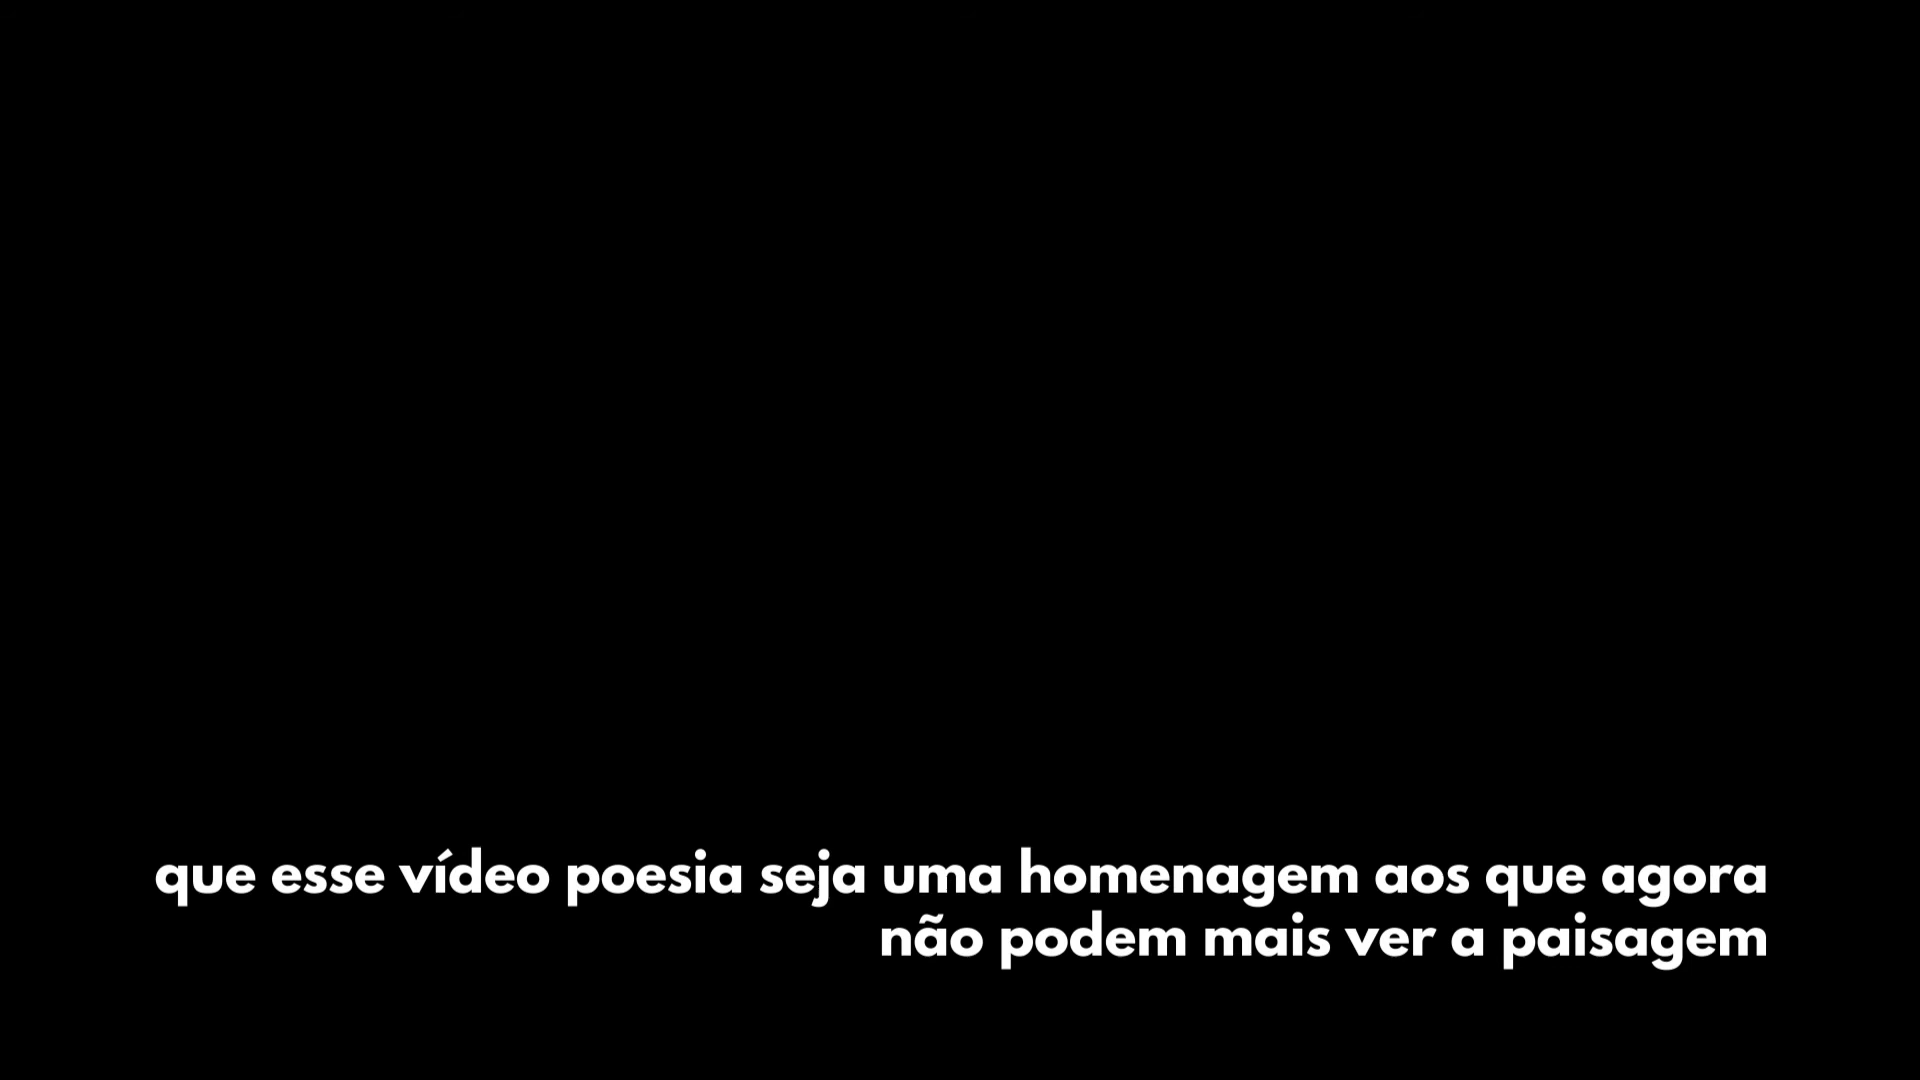 que esse vídeo poesia seja uma homenagem aos que agora
não podem mais ver a paisagem